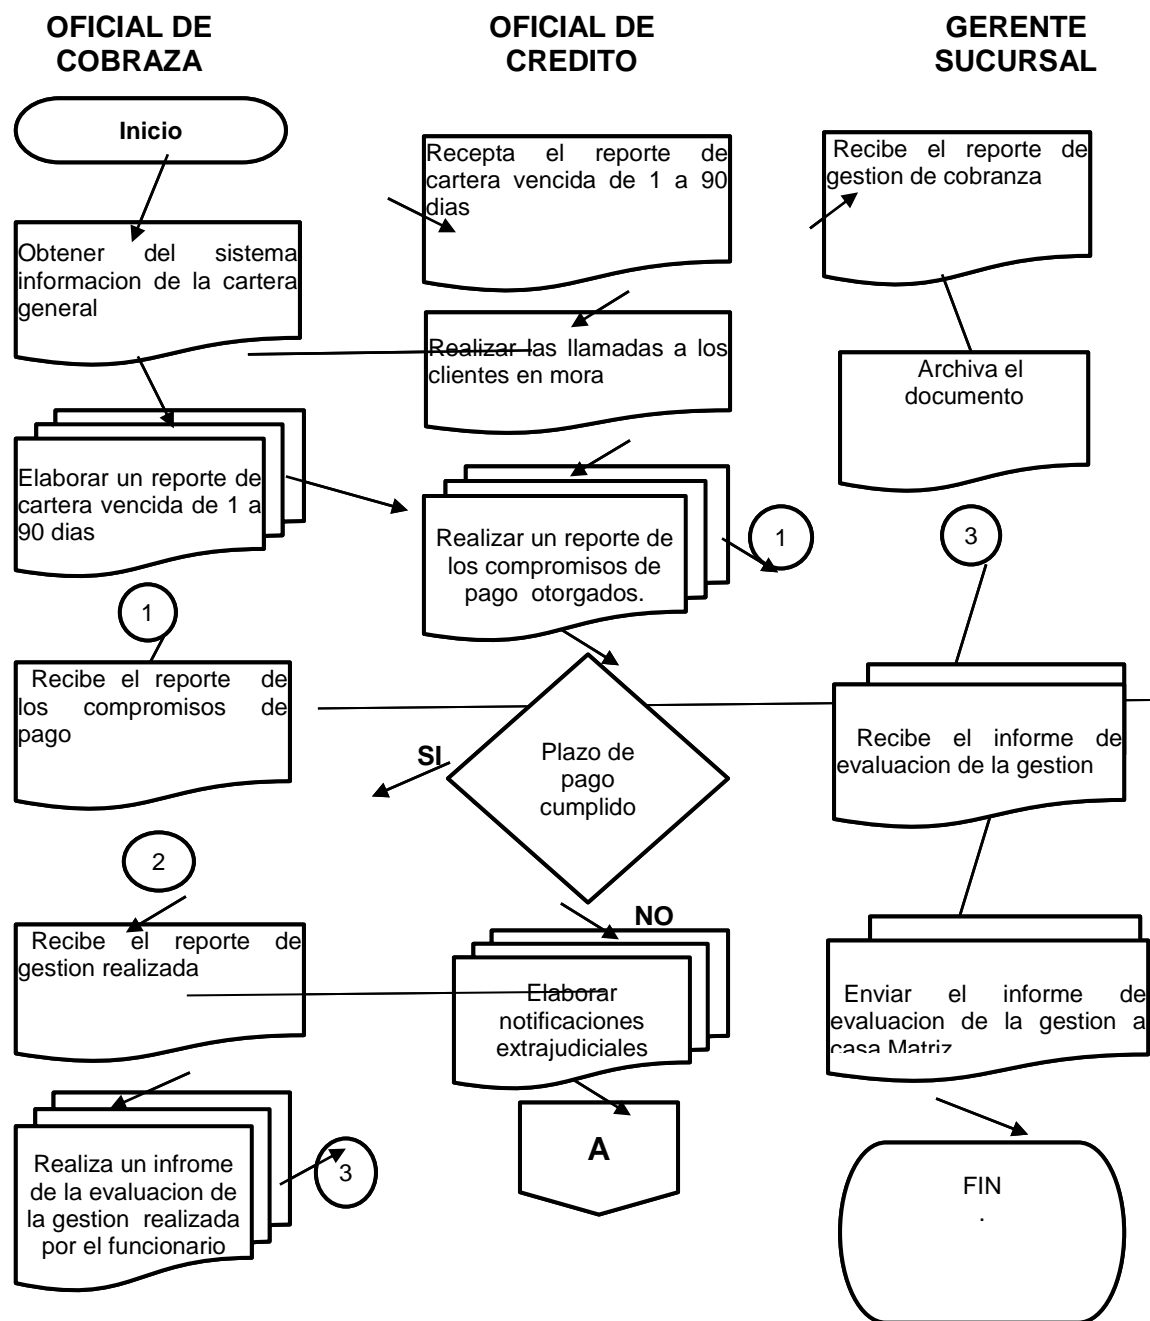 OFICIAL DE
COBRAZA
OFICIAL DE
CREDITO
GERENTE
SUCURSAL
Inicio
Obtener del sistema
informacion de la cartera
general
Elaborar un reporte de
cartera vencida de 1 a
90 dias
1
Recibe el reporte de
los compromisos de
pago
2
Recibe el reporte de
gestion realizada
Realiza un infrome
de la evaluacion de
la gestion realizada
por el funcionario
3
Recepta el reporte de
cartera vencida de 1 a 90
dias
Realizar las llamadas a los
clientes en mora
Realizar un reporte de
los compromisos de
pago otorgados.
1
SI
Plazo de
pago
cumplido
NO
Elaborar
notificaciones
extrajudiciales
A
Recibe el reporte de
gestion de cobranza
Archiva el
documento
3
Recibe el informe de
evaluacion de la gestion
Enviar el informe de
evaluacion de la gestion a
casa Matriz
FIN
.